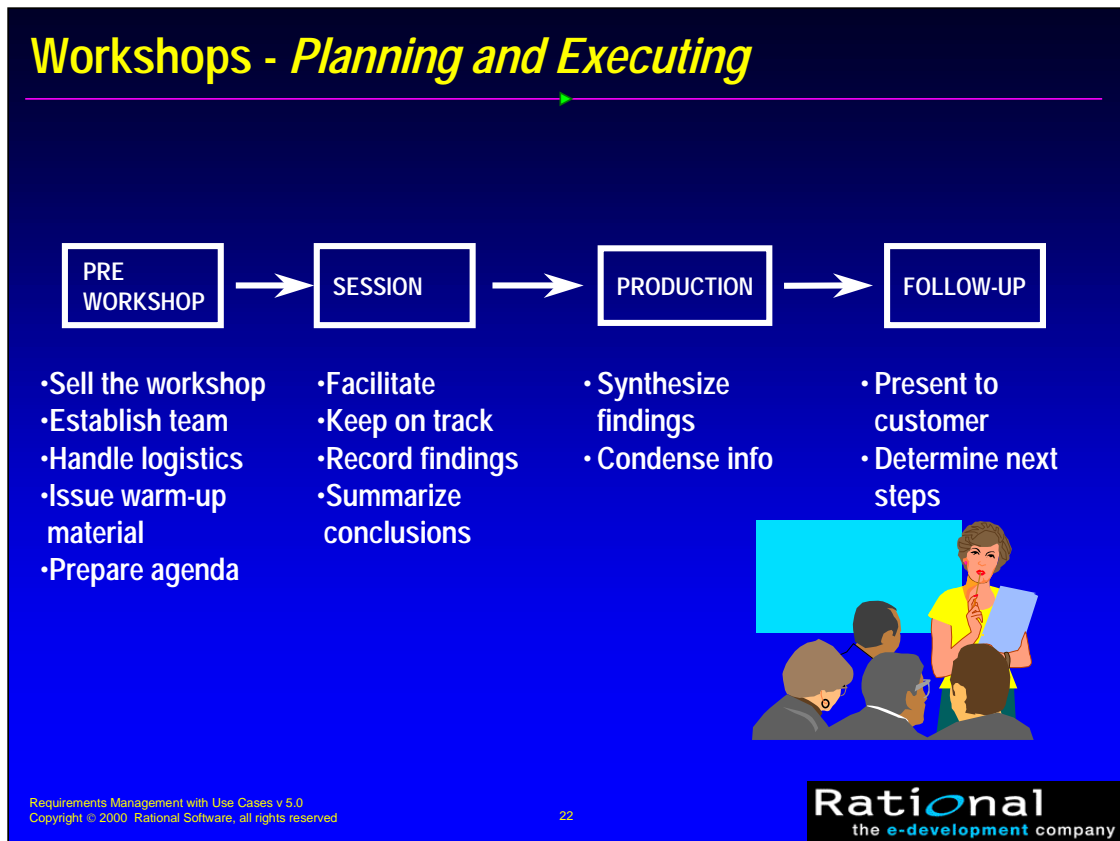 Workshops - Planning and Executing
PRE
WORKSHOP
SESSION
PRODUCTION
FOLLOW-UP
•Sell the workshop
•Establish team
•Handle logistics
•Issue warm-up
material
•Prepare agenda
•Facilitate
•Keep on track
•Record findings
•Summarize
conclusions
• Synthesize
findings
• Condense info
• Present to
customer
• Determine next
steps
Requirements Management with Use Cases v 5.0
Copyright © 2000 Rational Software, all rights reserved
22
Rational
the e-development company